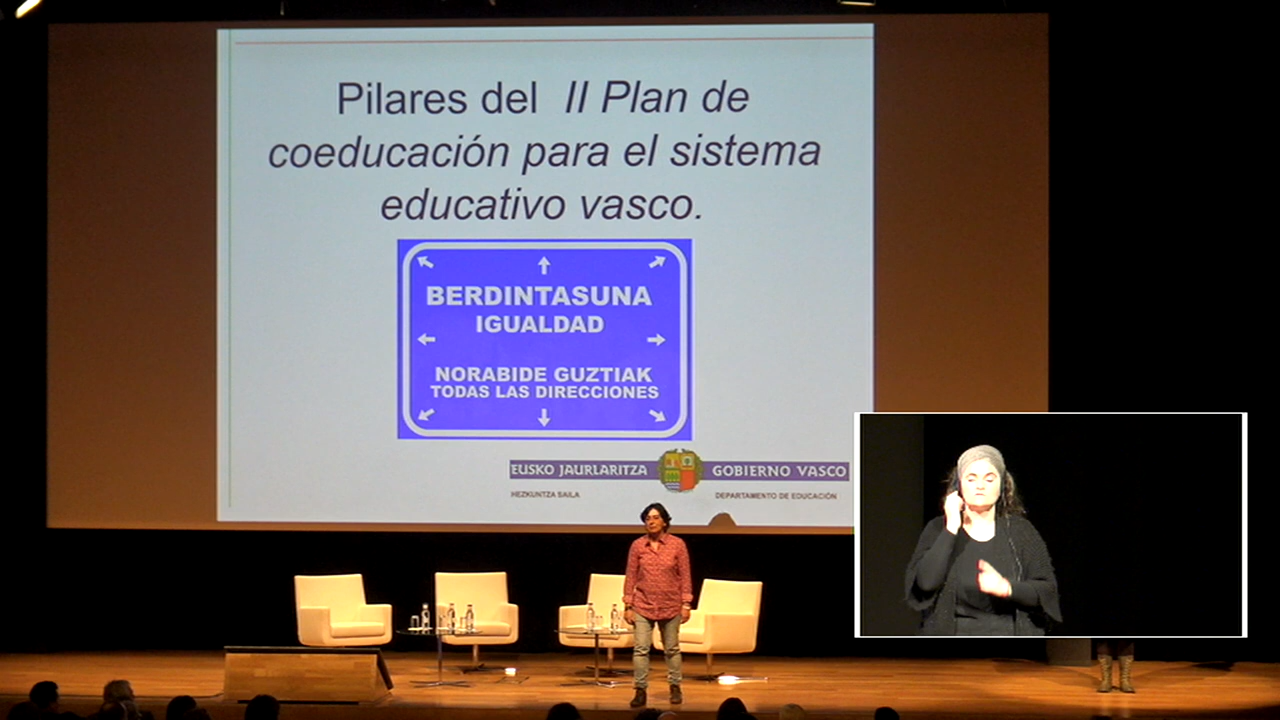 Pilares del II Plan de
coeducación para el sistema
educativo vasco.
BERDINTASUNA
IGUALDAD
NORABIDE GUZTIAK
TODAS LAS DIRECCIONES
EUSKO JAURLARITZA GOBIERNO VASCO
HEZKUNTZA SAILA DEPARTAMENTO DE EDUCACIÓN